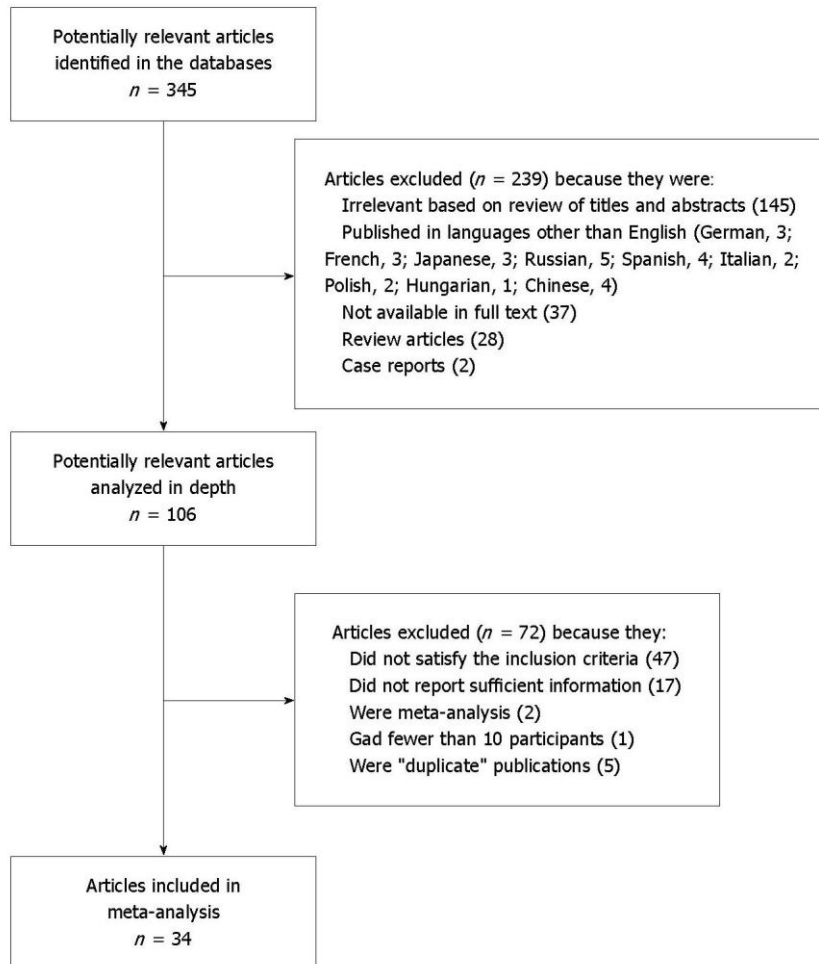 Potentially relevant articles
identified in the databases
n = 345
Articles excluded (n = 239) because they were:
Irrelevant based on review of titles and abstracts (145)
Published in languages other than English (German, 3;
French, 3; Japanese, 3; Russian, 5; Spanish, 4; Italian, 2;
Polish, 2; Hungarian, 1; Chinese, 4)
Not available in full text (37)
Review articles (28)
Case reports (2)
Potentially relevant articles
analyzed in depth
n = 106
Articles excluded (n = 72) because they:
Did not satisfy the inclusion criteria (47)
Did not report sufficient information (17)
Were meta-analysis (2)
Gad fewer than 10 participants (1)
Were "duplicate" publications (5)
Articles included in
meta-analysis
n = 34